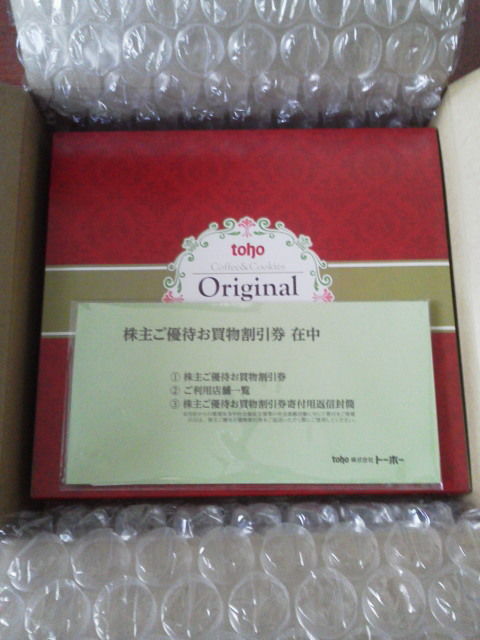 toho
Coffee&Cookies
Original
株主ご優待お買物割引券 在中
① 株主ご優待お買物割引券
② ご利用店舗一覧
③ 株主ご優待お買物割引券寄付用返信封筒
toho 株式会社 トーホー